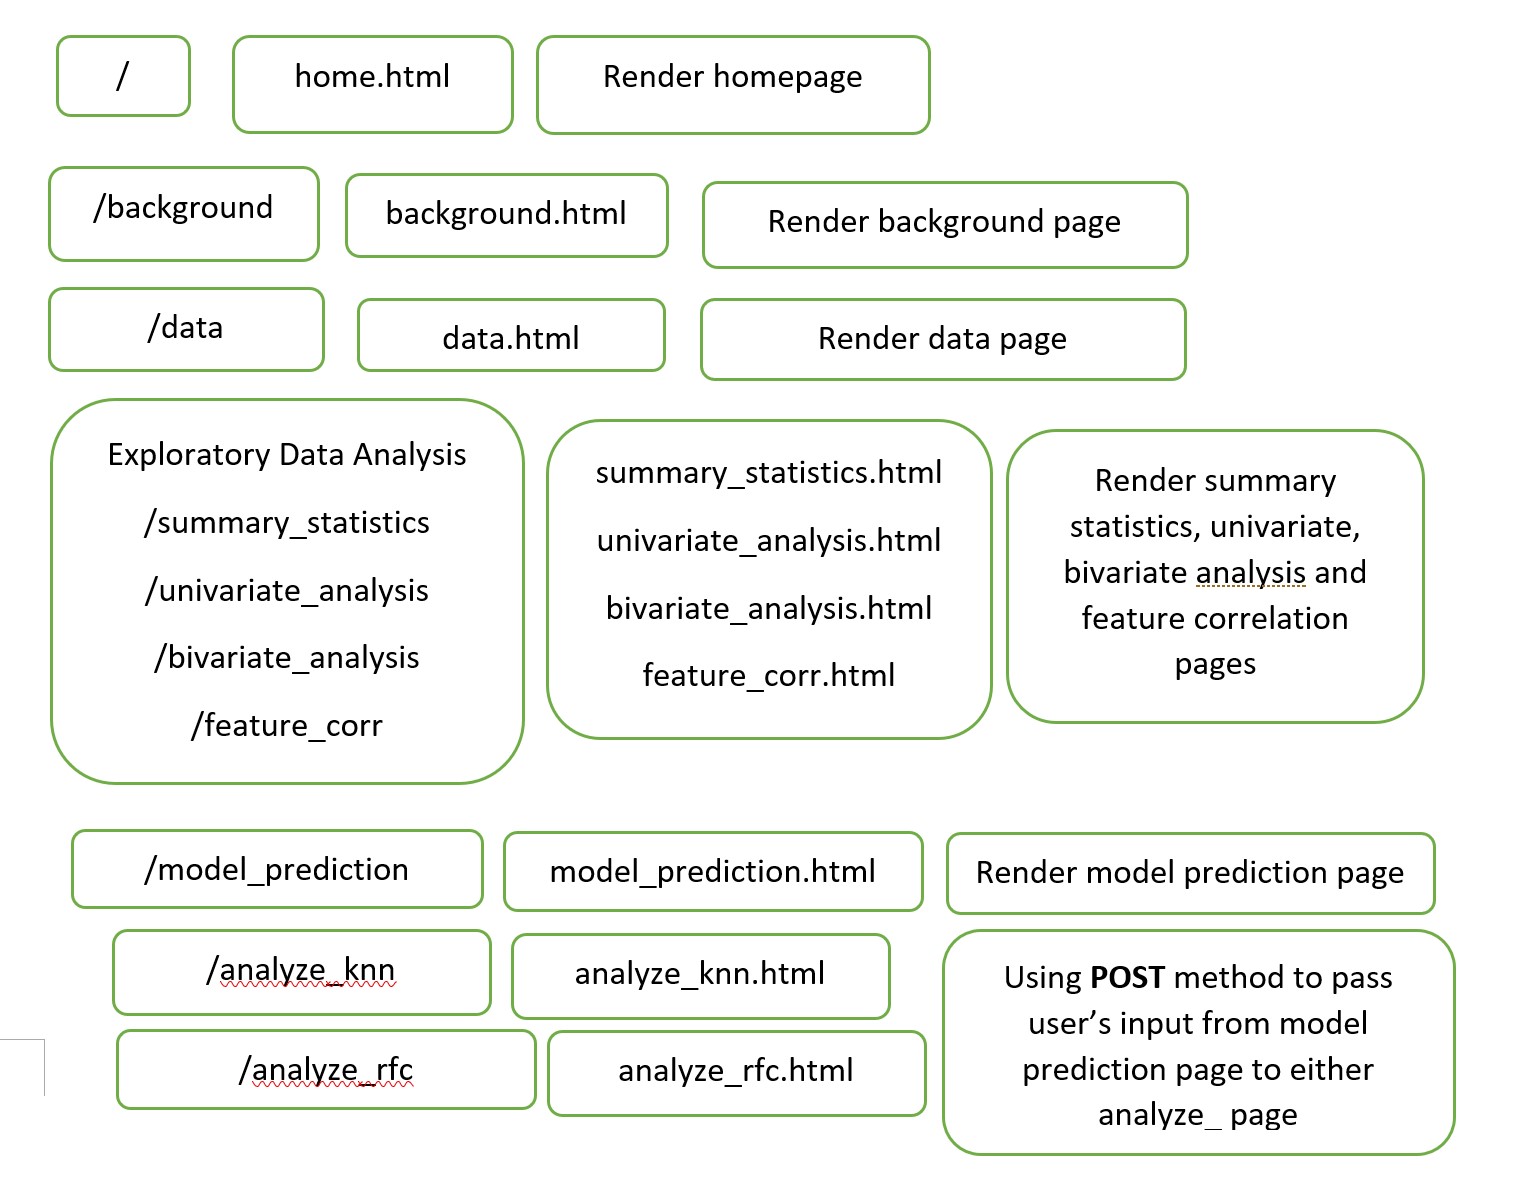 /
home.html
Render homepage
/background
background.html
Render background page
/data
data.html
Render data page
Exploratory Data Analysis
/summary_statistics
/univariate_analysis
/bivariate_analysis
/feature_corr
summary_statistics.html
univariate_analysis.html
bivariate_analysis.html
feature_corr.html
Render summary
statistics, univariate,
bivariate analysis and
feature correlation
pages
/model_prediction
model_prediction.html
Render model prediction page
/analyze_knn
analyze_knn.html
/analyze_rfc
analyze_rfc.html
Using POST method to pass
user’s input from model
prediction page to either
analyze_ page